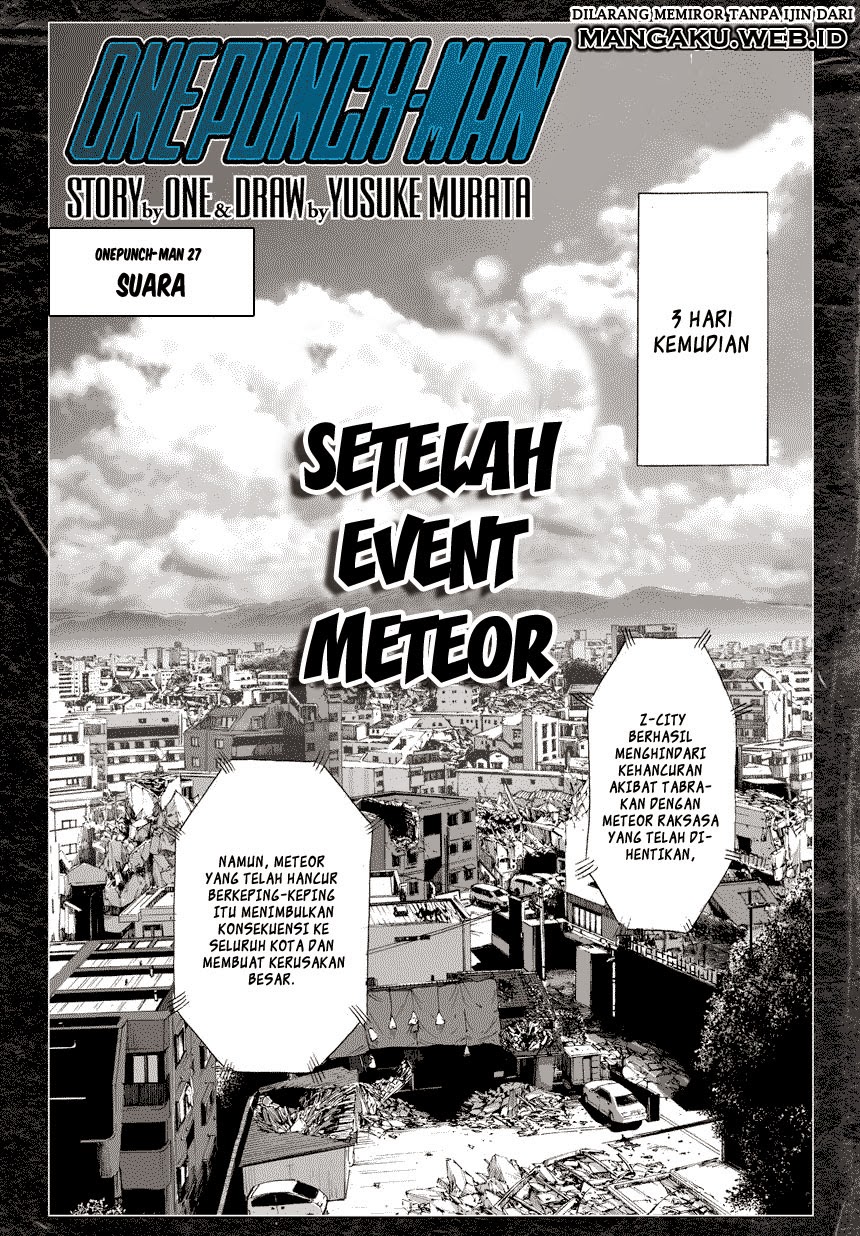 DILARANG MEMIROR TANPA IJIN DARI
MANGAKU.WEB.ID
ONEPUNCH-MAN
STORY by ONE & DRAW by YUSUKE MURATA
ONEPUNCH-MAN 27
SUARA
3 HARI
KEMUDIAN
SETELAH
EVENT
METEOR
Z-CITY
BERHASIL
MENGHINDARI
KEHANCURAN
AKIBAT TABRA-
KAN DENGAN
METEOR RAKSASA
YANG TELAH DI-
HENTIKAN,
NAMUN, METEOR
YANG TELAH HANCUR
BERKEPING-KEPING
ITU MENIMBULKAN
KONSEKUENSI KE
SELURUH KOTA DAN
MEMBUAT KERUSAKAN
BESAR.